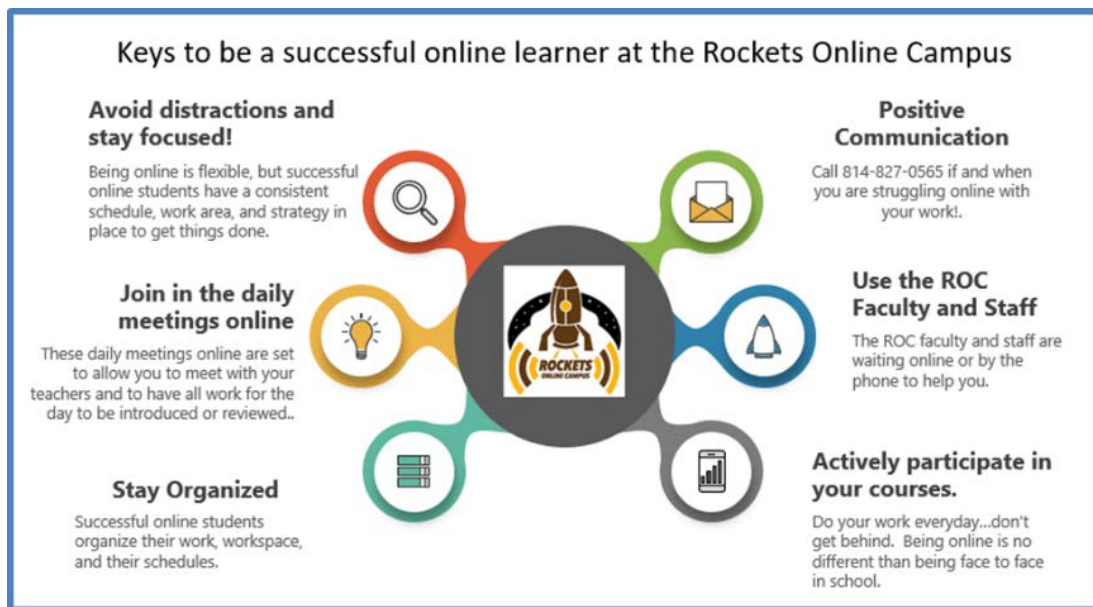 Keys to be a successful online learner at the Rockets Online Campus
Avoid distractions and
stay focused!
Being online is flexible, but successful
online students have a consistent
schedule, work area, and strategy in
place to get things done.
Join in the daily
meetings online
These daily meetings online are set
to allow you to meet with your
teachers and to have all work for the
day to be introduced or reviewed..
Stay Organized
Successful online students
organize their work, workspace,
and their schedules.
ROCKETS
ONLINE CAMPUS
Positive
Communication
Call 814-827-0565 if and when
you are struggling online with
your work!.
Use the ROC
Faculty and Staff
The ROC faculty and staff are
waiting online or by the
phone to help you.
Actively participate in
your courses.
Do your work everyday...don't
get behind.  Being online is no
different than being face to face
in school.